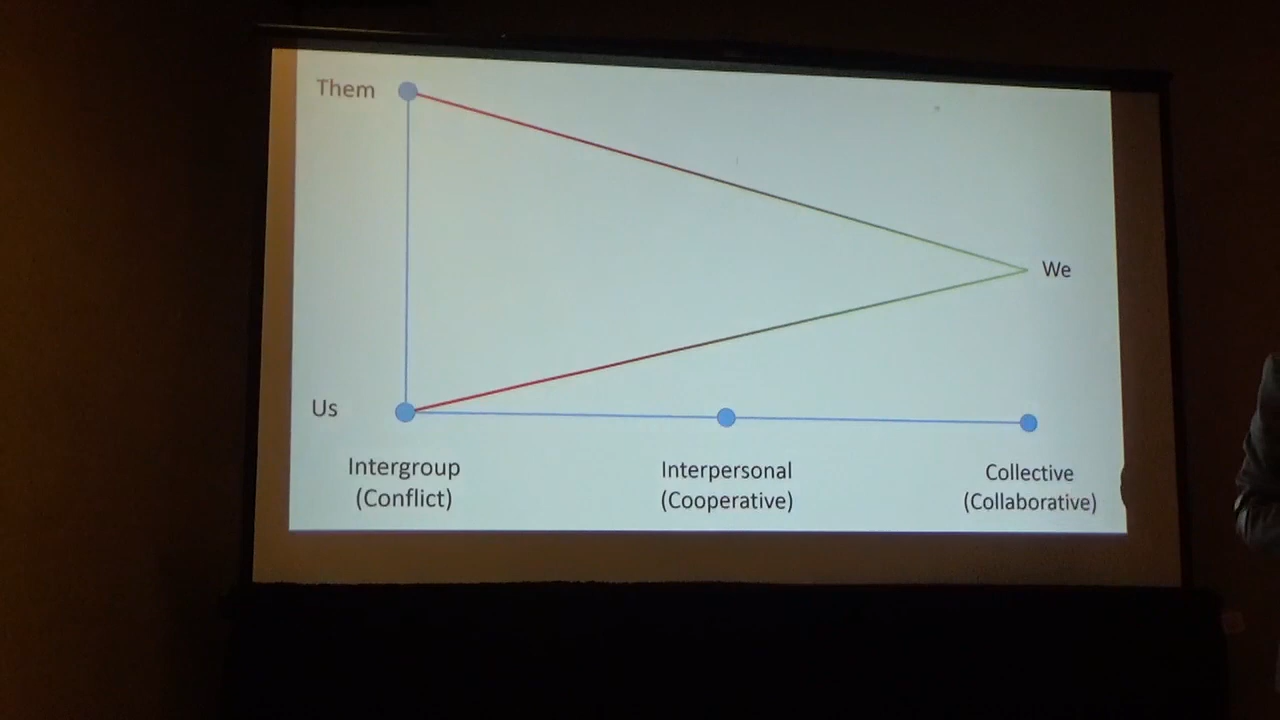 Them
We
Us
Intergroup
(Conflict)
Interpersonal
(Cooperative)
Collective
(Collaborative)